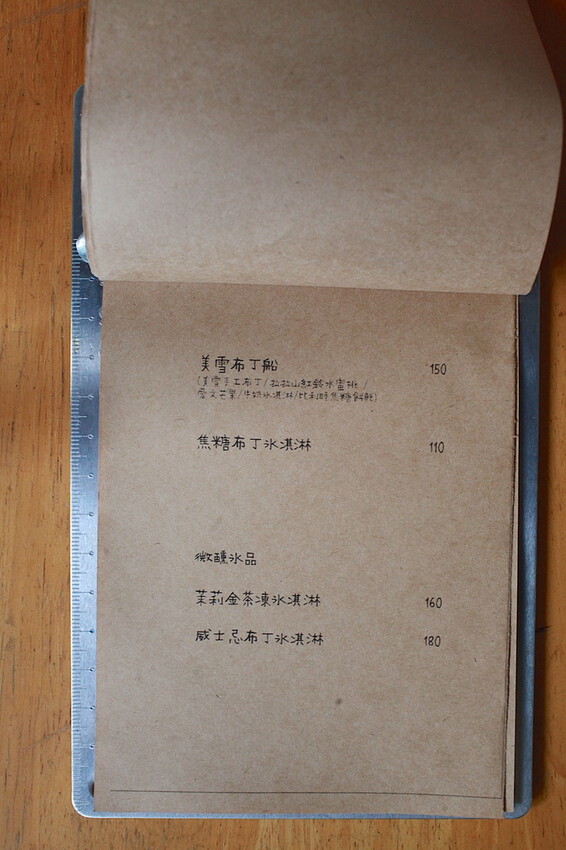 美雪布丁船 150
(美雪手工布丁/拉拉山紅鈴水蜜桃/
愛文芒果/牛奶冰淇淋/比利時焦糖餅乾)
焦糖布丁冰淇淋 110
微醺冰品
茉莉金茶凍冰淇淋 160
威士忌布丁冰淇淋 180